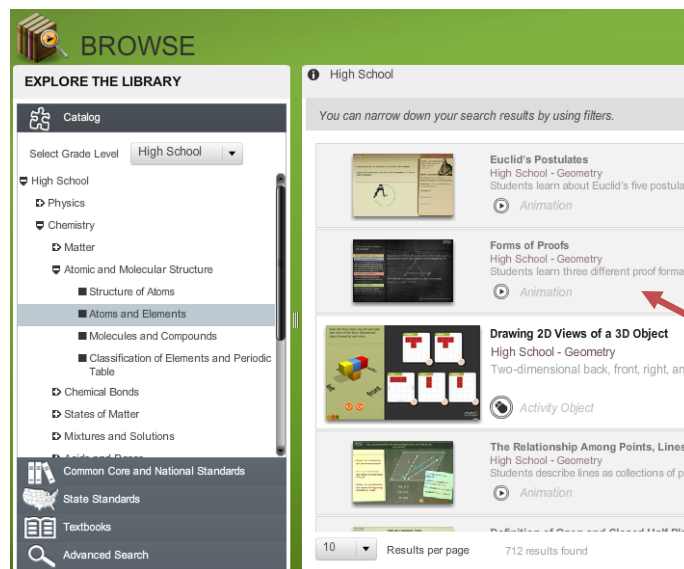 BROWSE
EXPLORE THE LIBRARY
Catalog
Select Grade Level High School
High School
Physics
Chemistry
Matter
Atomic and Molecular Structure
Structure of Atoms
Atoms and Elements
Molecules and Compounds
Classification of Elements and Periodic
Table
Chemical Bonds
States of Matter
Mixtures and Solutions
Common Core and National Standards
State Standards
Textbooks
Advanced Search
High School
You can narrow down your search results by using filters.
Euclid's Postulates
High School - Geometry
Students learn about Euclid's five postula
Animation
Forms of Proofs
High School - Geometry
Students learn three different proof forma
Animation
Drawing 2D Views of a 3D Object
High School - Geometry
Two-dimensional back, front, right, an
Activity Object
front
The Relationship Among Points, Lines
High School - Geometry
Students describe lines as collections of p
Animation
10 Results per page 712 results found